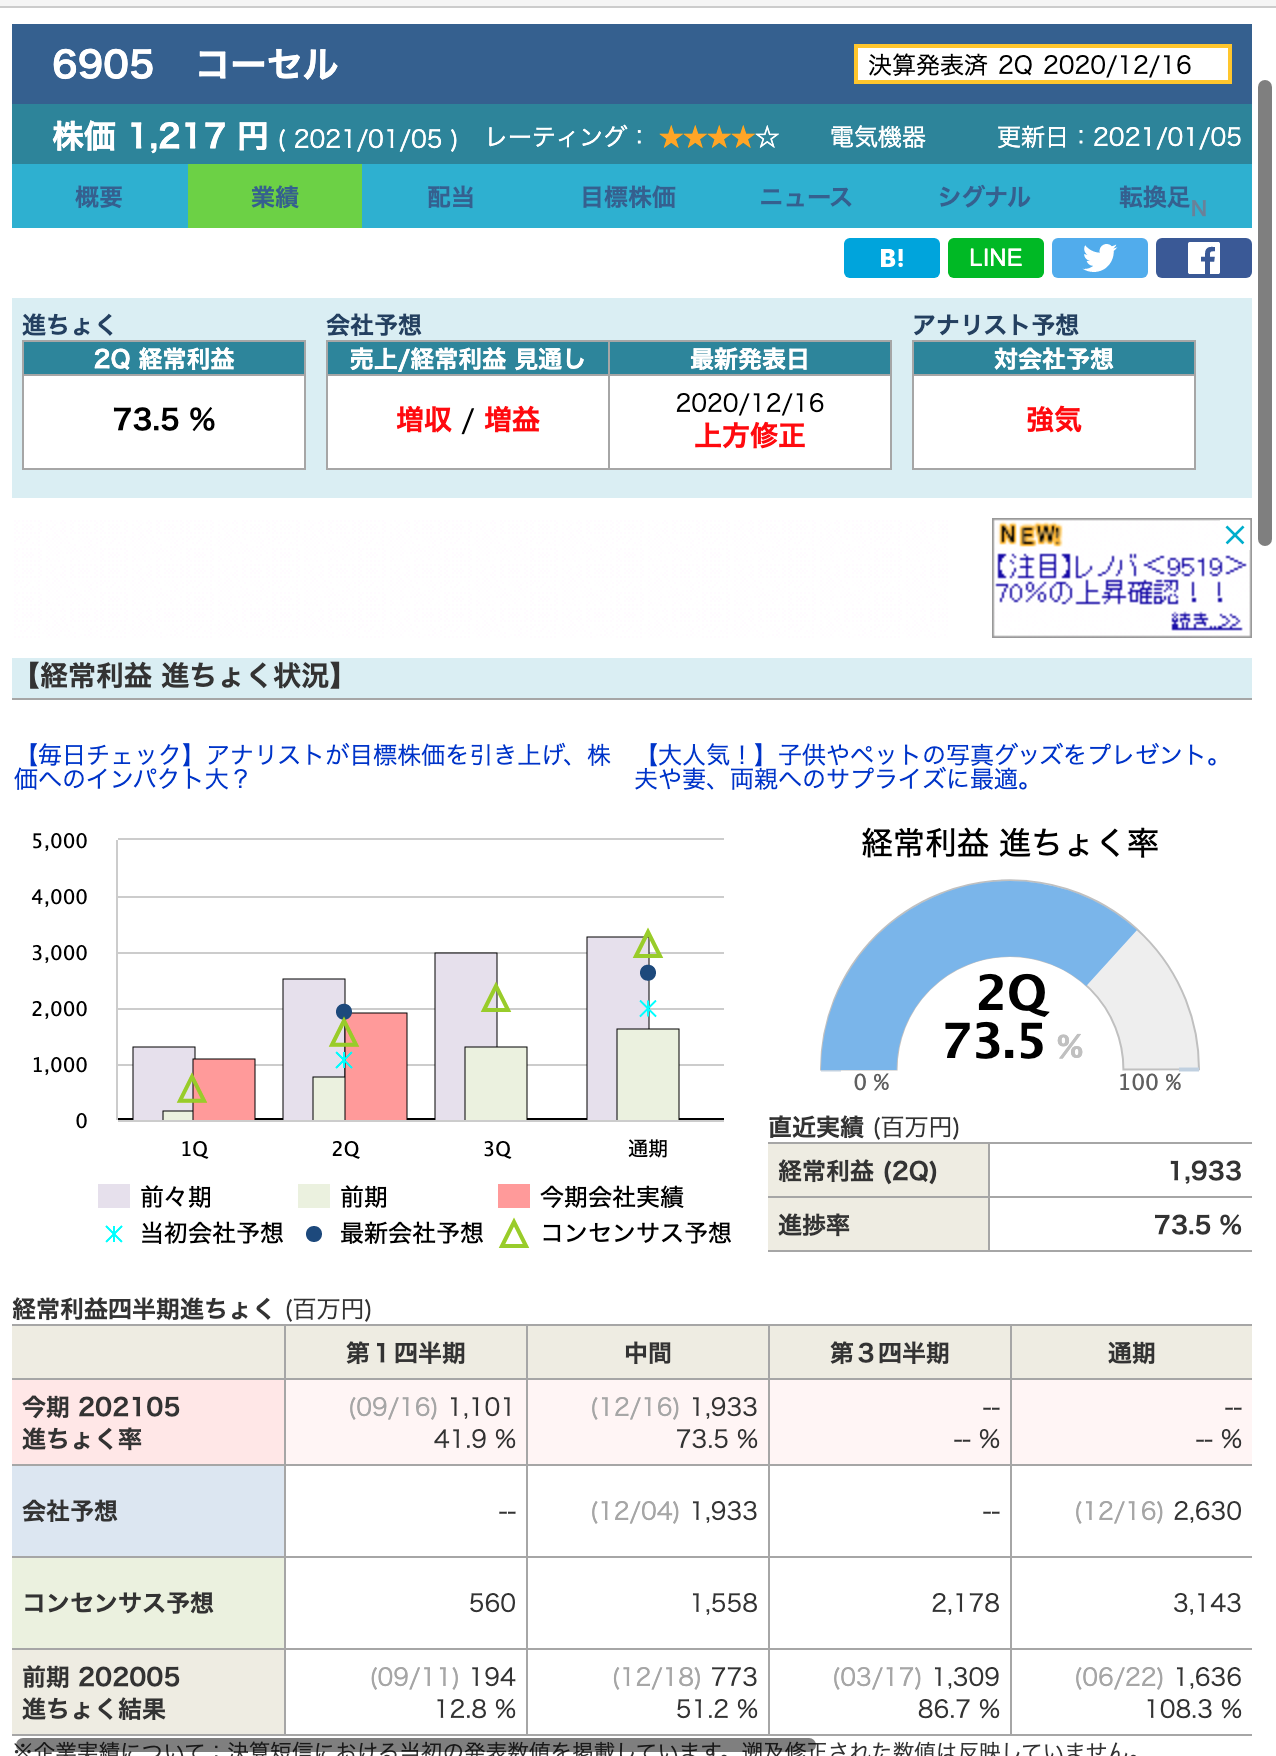 6905 コーセル
決算発表済 2Q 2020/12/16
株価 1,217 円 ( 2021/01/05 ) レーティング： ★★★★☆ 電気機器 更新日：2021/01/05
概要 業績 配当 目標株価 ニュース シグナル 転換足 N
B! LINE
進ちょく 会社予想 アナリスト予想
2Q 経常利益 売上/経常利益 見通し 最新発表日 対会社予想
73.5 % 増収 / 増益 2020/12/16 強気
上方修正
NEW!
【注目】レノバ<9519>
70%の上昇確認！！
続き..>>
【経常利益 進ちょく状況】
【毎日チェック】アナリストが目標株価を引き上げ、株
価へのインパクト大？
【大人気！】子供やペットの写真グッズをプレゼント。
夫や妻、両親へのサプライズに最適。
5,000
4,000
3,000
2,000
1,000
0
1Q 2Q 3Q 通期
前々期 前期 今期会社実績
当初会社予想 最新会社予想 コンセンサス予想
経常利益 進ちょく率
2Q
73.5 %
0 % 100 %
直近実績 (百万円)
経常利益 (2Q) 1,933
進捗率 73.5 %
経常利益四半期進ちょく (百万円)
第１四半期 中間 第３四半期 通期
今期 202105 (09/16) 1,101 (12/16) 1,933 -- --
進ちょく率 41.9 % 73.5 % -- % -- %
会社予想 -- (12/04) 1,933 -- (12/16) 2,630
コンセンサス予想 560 1,558 2,178 3,143
前期 202005 (09/11) 194 (12/18) 773 (03/17) 1,309 (06/22) 1,636
進ちょく結果 12.8 % 51.2 % 86.7 % 108.3 %
※企業実績について：決算短信における当初の発表数値を掲載しています。遡及修正された数値は反映していません。